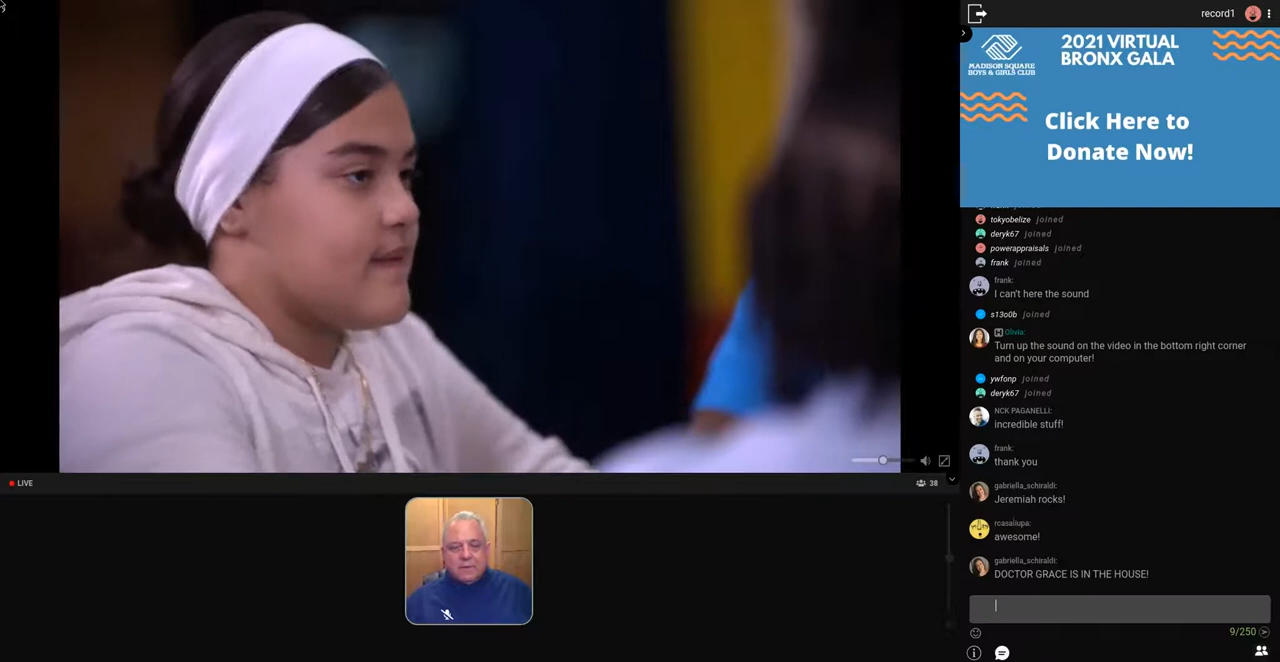 record1
MADISON SQUARE
BOYS & GIRLS CLUB
2021 VIRTUAL
BRONX GALA
Click Here to
Donate Now!
tokyobelize joined
deryk67 joined
powerappraisals joined
frank joined
frank:
I can't here the sound
s13o0b joined
H Olivia:
Turn up the sound on the video in the bottom right corner
and on your computer!
ywfonp joined
deryk67 joined
NCK PAGANELLI:
incredible stuff!
frank:
thank you
gabriella_schiraldi:
Jeremiah rocks!
rcasaliupa:
awesome!
gabriella_schiraldi:
DOCTOR GRACE IS IN THE HOUSE!
9/250
LIVE
38